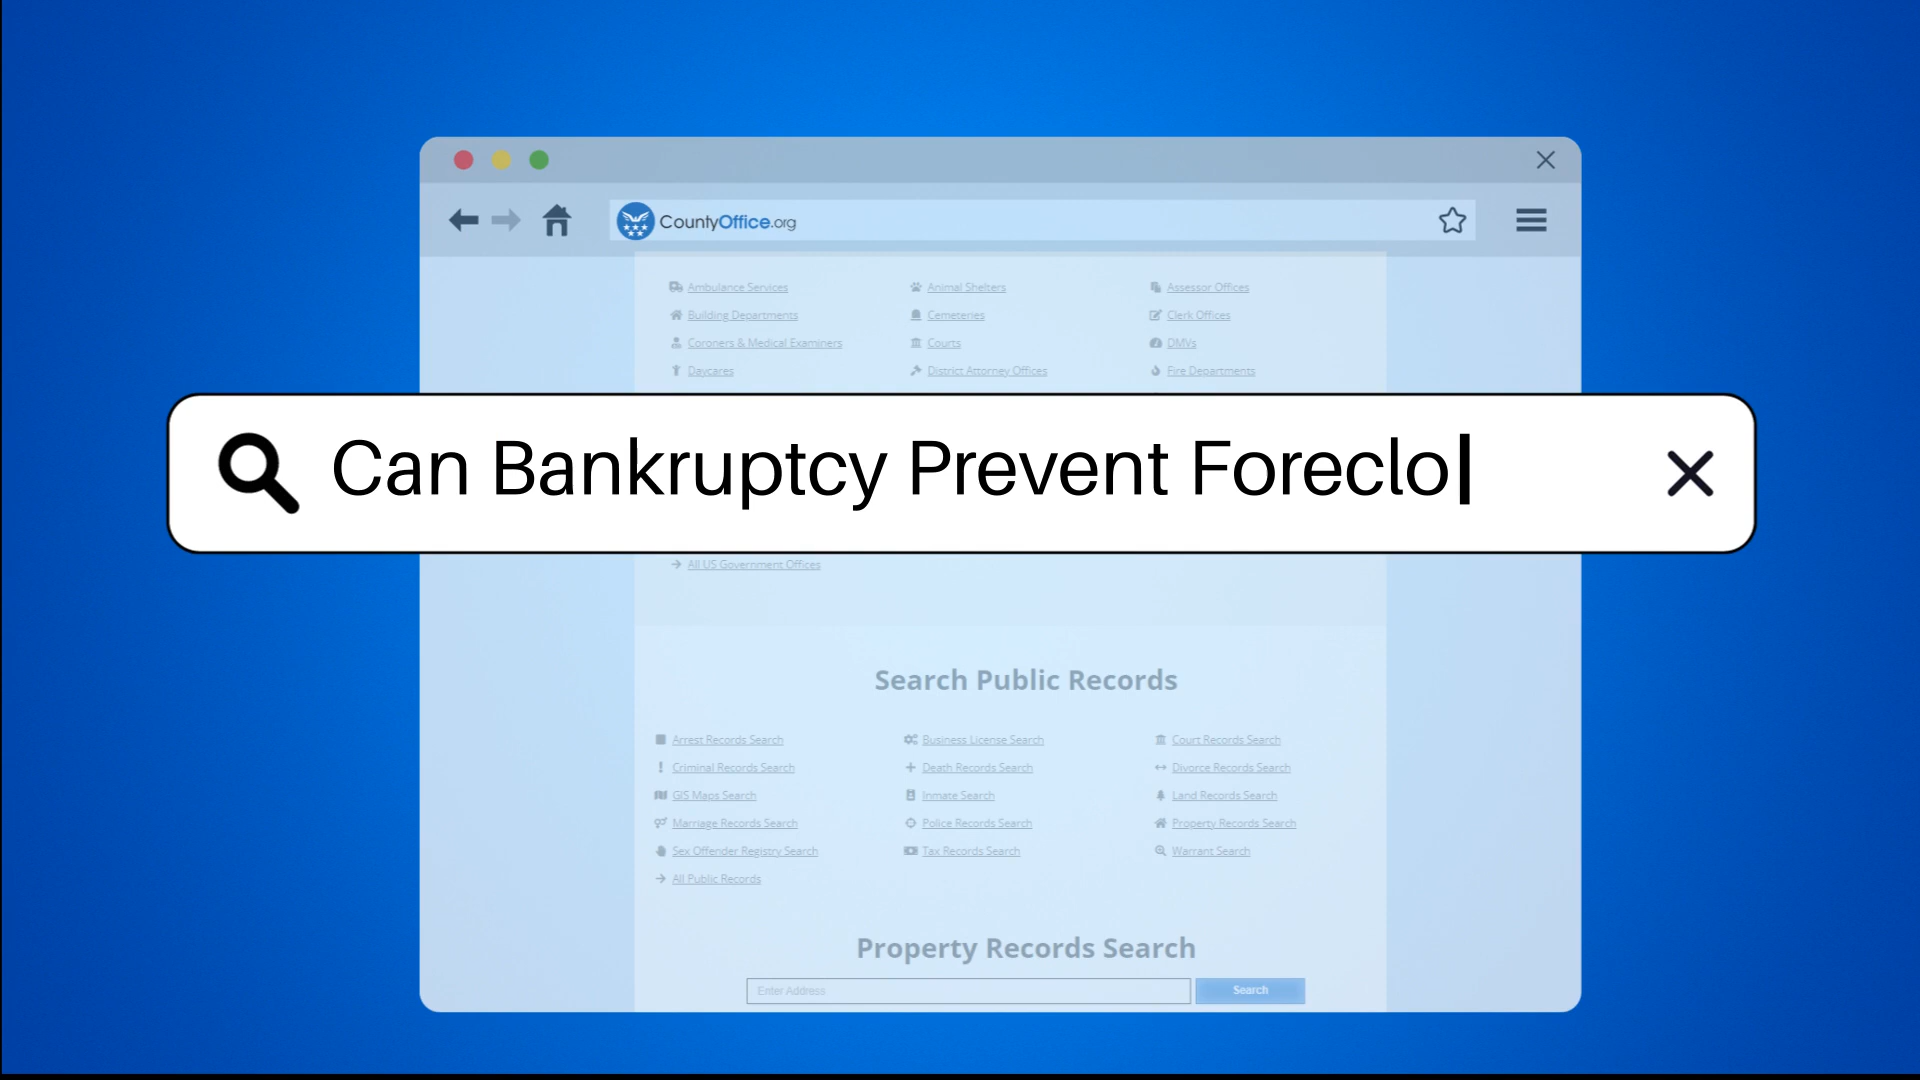 CountyOffice.org
Ambulance Services Animal Shelters Assessor Offices
Building Departments Cemeteries Clerk Offices
Coroners & Medical Examiners Courts DMVs
Daycares District Attorney Offices Fire Departments
Can Bankruptcy Prevent Foreclo
All US Government Offices
Search Public Records
Arrest Records Search Business License Search Court Records Search
Criminal Records Search Death Records Search Divorce Records Search
GIS Maps Search Inmate Search Land Records Search
Marriage Records Search Police Records Search Property Records Search
Sex Offender Registry Search Tax Records Search Warrant Search
All Public Records
Property Records Search
Enter Address Search